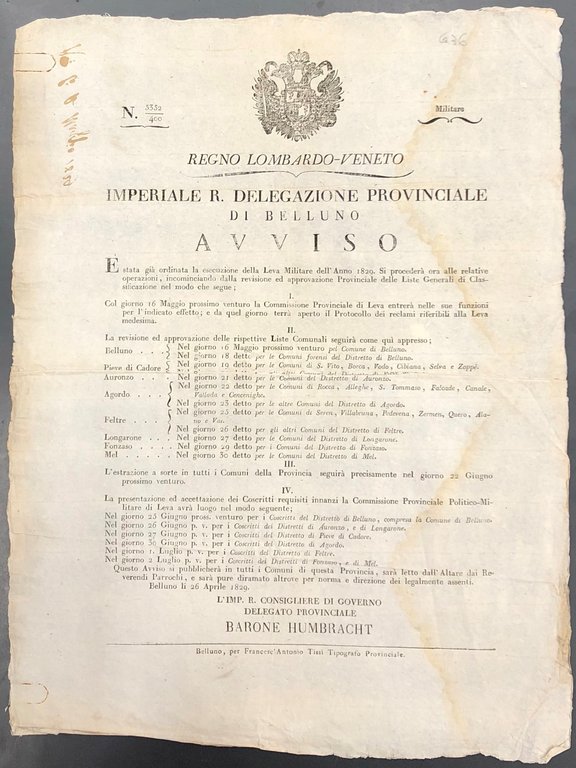 676
N. 5352/400
Militare
REGNO LOMBARDO-VENETO
IMPERIALE R. DELEGAZIONE PROVINCIALE
DI BELLUNO
AVVISO
E stata già ordinata la esecuzione della Leva Militare dell'Anno 1829. Si procederà ora alle relative
operazioni, incominciando dalla revisione ed approvazione Provinciale delle Liste Generali di Clas-
sificazione nel modo che segue;
I.
Col giorno 16 Maggio prossimo venturo la Commissione Provinciale di Leva entrerà nelle sue funzioni
per l'indicato effetto; e da quel giorno terrà aperto il Protocollo dei reclami riferibili alla Leva
medesima.
II.
La revisione ed approvazione delle rispettive Liste Comunali seguirà come qui appresso;
Belluno . . . { Nel giorno 16 Maggio prossimo venturo pel Comune di Belluno.
Nel giorno 18 detto per le Comuni forensi del Distretto di Belluno.
Pieve di Cadore { Nel giorno 19 detto per le Comuni di S. Vito, Borca, Vodo, Cibiana, Selva e Zoppè.
Auronzo . . . . Nel giorno 21 detto per le Comuni del Distretto di Auronzo.
Agordo . . . . { Nel giorno 22 detto per le Comuni di Rocca, Alleghe, S. Tommaso, Falcade, Canale,
Vallada e Cencenighe.
Nel giorno 23 detto per le altre Comuni del Distretto di Agordo.
Feltre . . . . { Nel giorno 25 detto per le Comuni di Seren, Villabruna, Pedavena, Zermen, Quero, Ala-
no e Vas.
Nel giorno 26 detto per gli altri Comuni del Distretto di Feltre.
Longarone . . . Nel giorno 27 detto per le Comuni del Distretto di Longarone.
Fonzaso . . . . Nel giorno 29 detto per i Comuni del Distretto di Fonzaso.
Mel . . . . . Nel giorno 30 detto per le Comuni del Distretto di Mel.
III.
L'estrazione a sorte in tutti i Comuni della Provincia seguirà precisamente nel giorno 22 Giugno
prossimo venturo.
IV.
La presentazione ed accettazione dei Coscritti requisiti innanzi la Commissione Provinciale Politico-Mi-
litare di Leva avrà luogo nel modo seguente;
Nel giorno 25 Giugno pross. venturo per i Coscritti del Distretto di Belluno, compresa la Comune di Belluno.
Nel giorno 26 Giugno p. v. per i Coscritti dei Distretti di Auronzo, e di Longarone.
Nel giorno 27 Giugno p. v. per i Coscritti del Distretto di Pieve di Cadore.
Nel giorno 30 Giugno p. v. per i Coscritti del Distretto di Agordo.
Nel giorno 1. Luglio p. v. per i Coscritti del Distretto di Feltre.
Nel giorno 2 Luglio p. v. per i Coscritti dei Distretti di Fonzaso, e di Mel.
Questo Avviso si pubblicherà in tutti i Comuni di questa Provincia, sarà letto dall'Altare dai Re-
verendi Parrochi, e sarà pure diramato altrove per norma e direzione dei legalmente assenti.
Belluno li 26 Aprile 1829.
L'IMP. R. CONSIGLIERE DI GOVERNO
DELEGATO PROVINCIALE
BARONE HUMBRACHT
Belluno, per Francesc'Antonio Tissi Tipografo Provinciale.